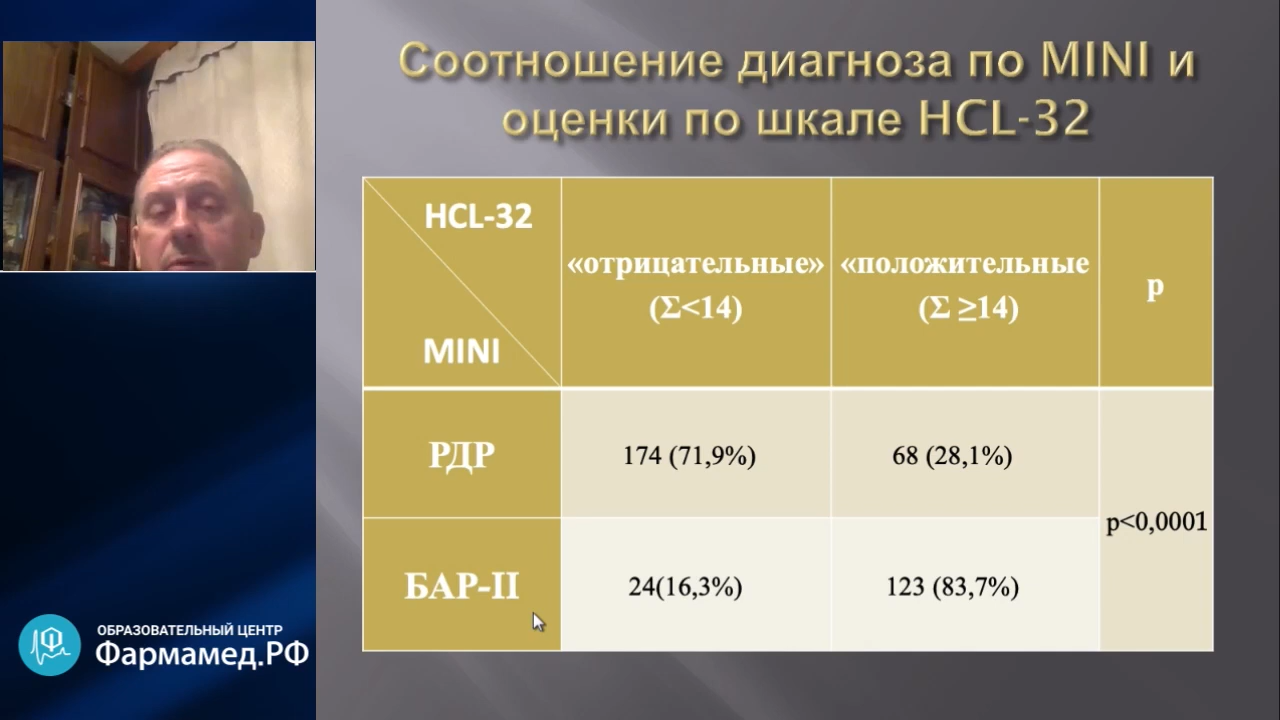 Соотношение диагноза по MINI и
оценки по шкале HCL-32
HCL-32
MINI
«отрицательные»
(Σ<14)
«положительные
(Σ ≥14)
p
РДР
174 (71,9%)
68 (28,1%)
p<0,0001
БАР-II
24(16,3%)
123 (83,7%)
ОБРАЗОВАТЕЛЬНЫЙ ЦЕНТР
Фармамед.РФ